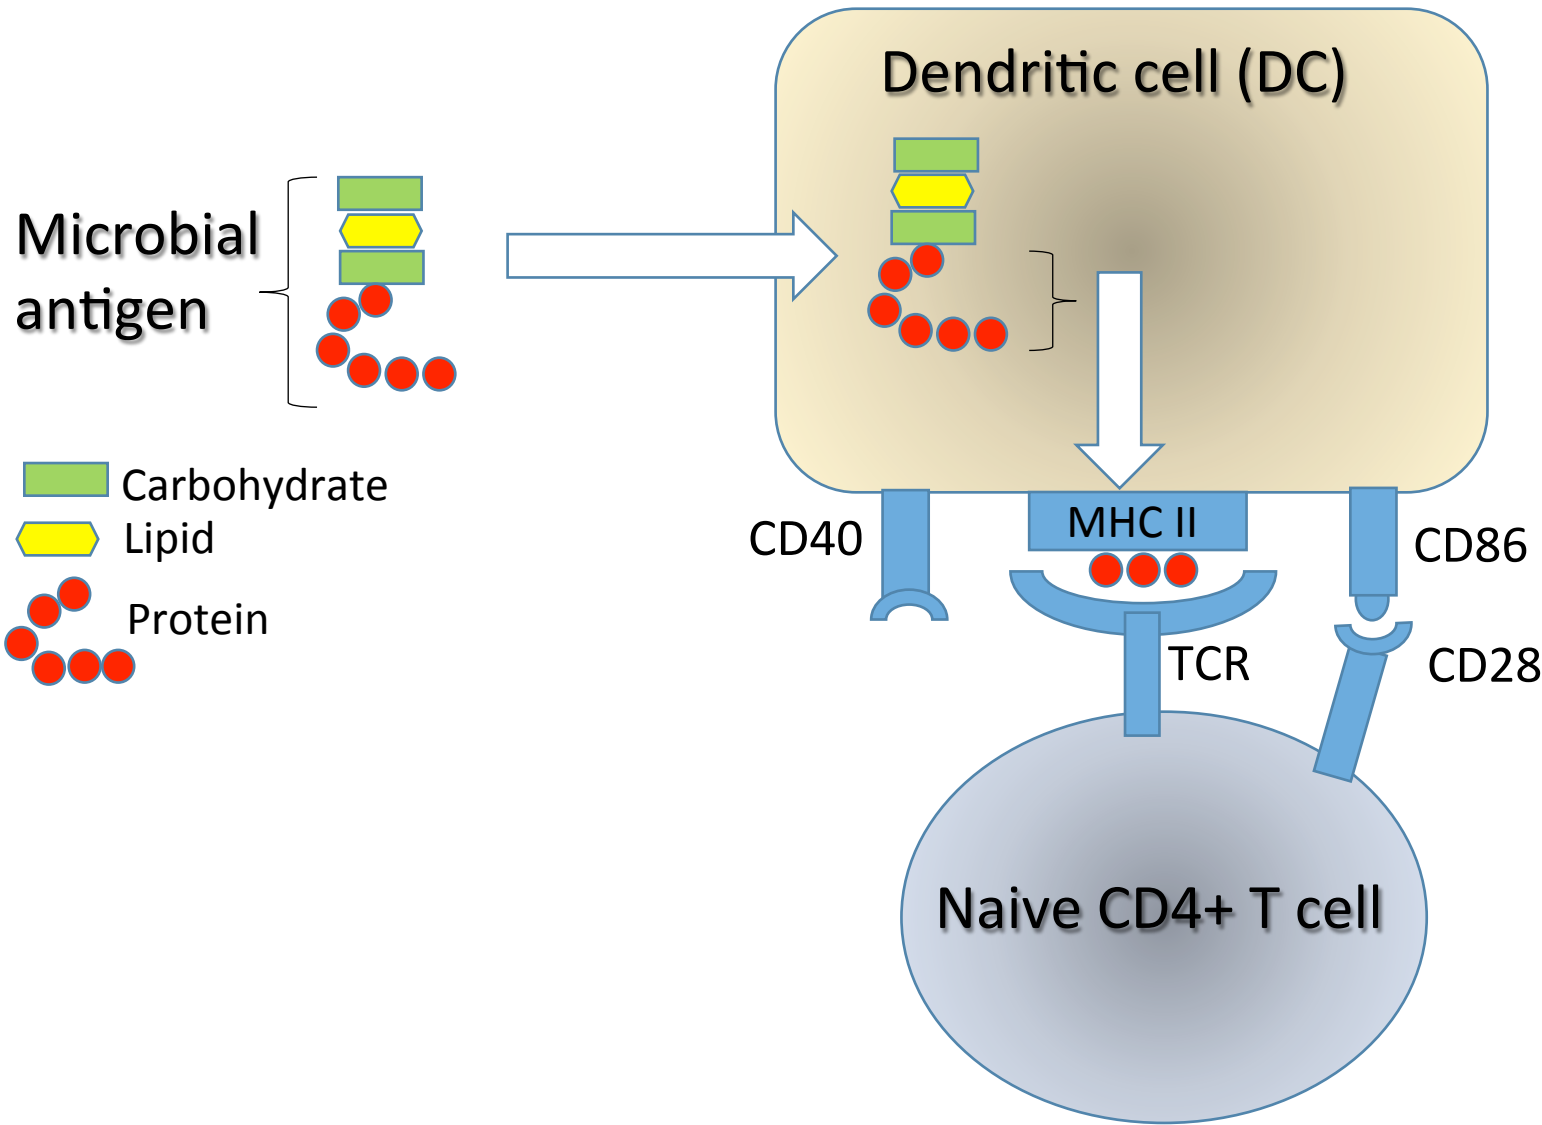 Dendritic cell (DC)
Microbial
antigen
Carbohydrate
Lipid
Protein
CD40
MHC II
CD86
TCR
CD28
Naive CD4+ T cell